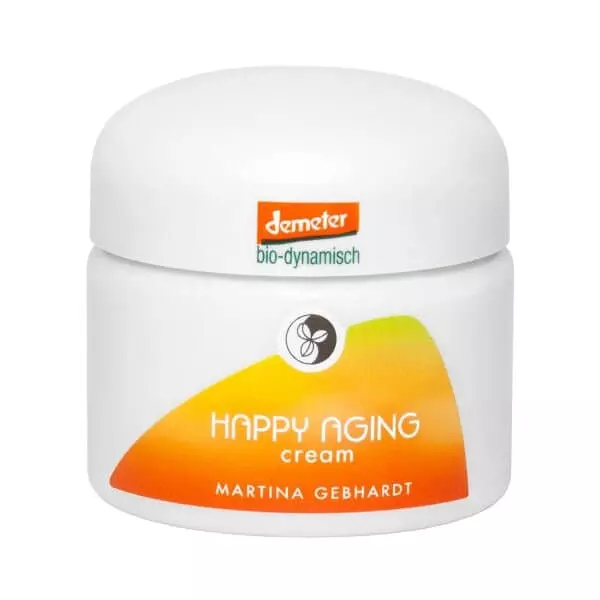 demeter
bio-dynamisch
HAPPY AGING
cream
MARTINA GEBHARDT